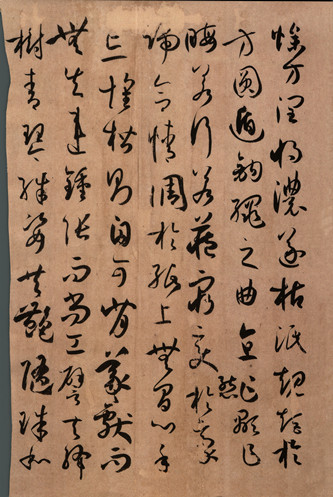 燥方潤將濃遂枯泯規矩於
方圓遁鉤繩之曲直乍顯乍
晦若行若藏窮變態於豪
端合情調於紙上無間心手
忘懷楷則自可背羲獻而
無失違鍾張而尚工譬夫絳
樹青琴殊姿共艷隨珠和